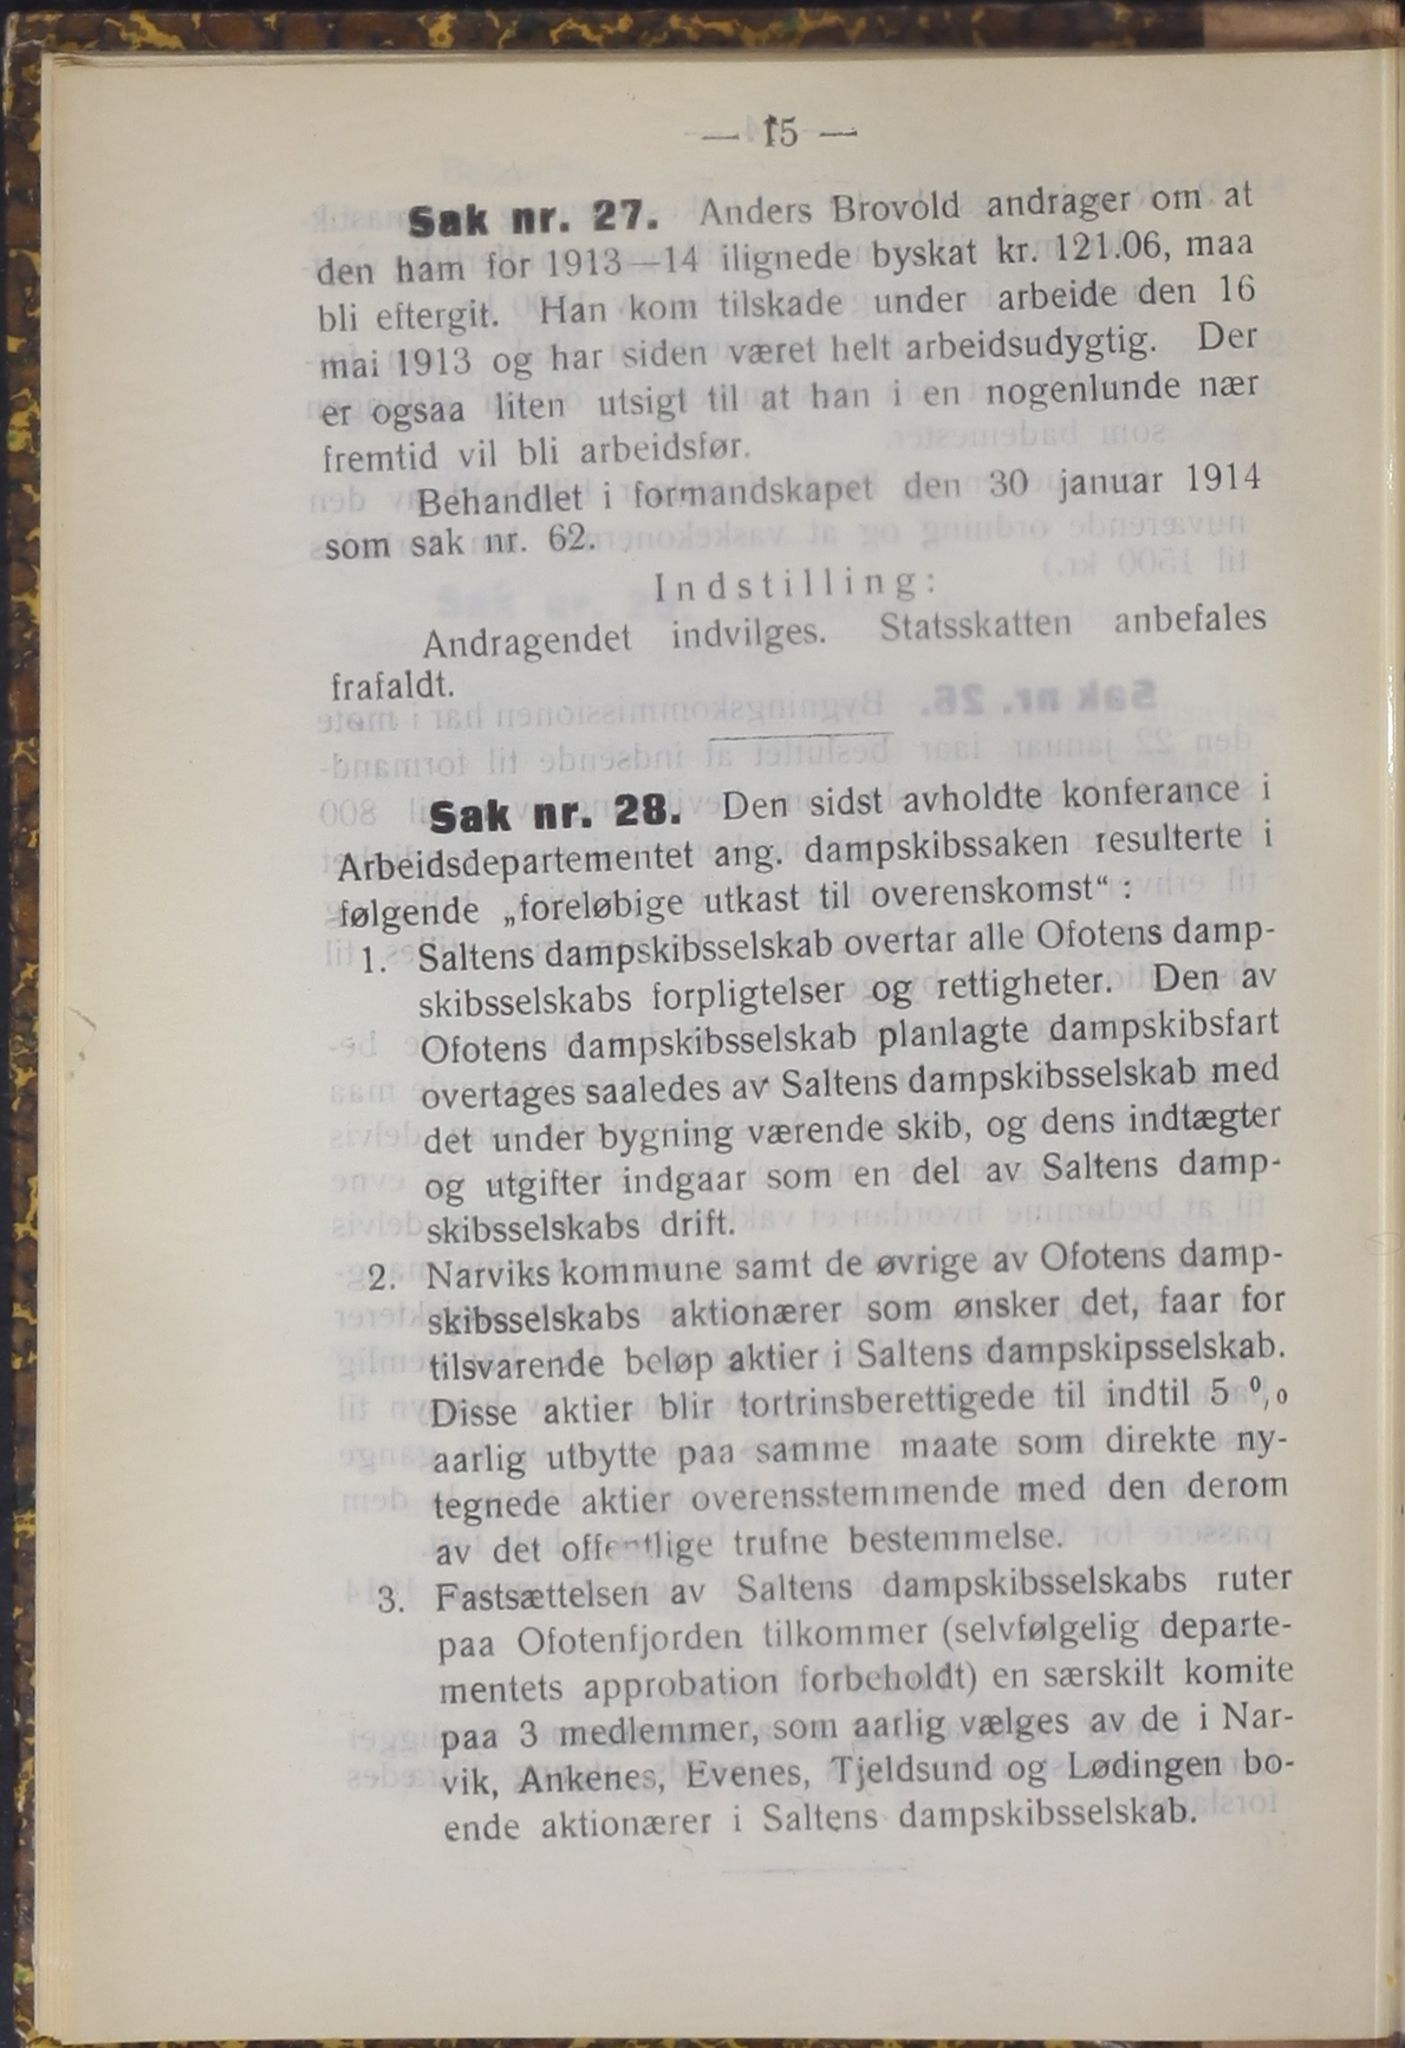 — 15 —
Sak nr. 27. Anders Brovold andrager om at
den ham for 1913—14 ilignede byskat kr. 121.06, maa
bli eftergit. Han kom tilskade under arbeide den 16
mai 1913 og har siden været helt arbeidsudygtig. Der
er ogsaa liten utsigt til at han i en nogenlunde nær
fremtid vil bli arbeidsfør.
Behandlet i formandskapet den 30 januar 1914
som sak nr. 62.
Indstilling:
Andragendet indvilges. Statsskatten anbefales
frafaldt.
Sak nr. 28. Den sidst avholdte konferance i
Arbeidsdepartementet ang. dampskibssaken resulterte i
følgende „foreløbige utkast til overenskomst“ :
1. Saltens dampskibsselskab overtar alle Ofotens damp-
skibsselskabs forpligtelser og rettigheter. Den av
Ofotens dampskibsselskab planlagte dampskibsfart
overtages saaledes av Saltens dampskibsselskab med
det under bygning værende skib, og dens indtægter
og utgifter indgaar som en del av Saltens damp-
skibsselskabs drift.
2. Narviks kommune samt de øvrige av Ofotens damp-
skibsselskabs aktionærer som ønsker det, faar for
tilsvarende beløp aktier i Saltens dampskipsselskab.
Disse aktier blir tortrinsberettigede til indtil 5 %
aarlig utbytte paa samme maate som direkte ny-
tegnede aktier overensstemmende med den derom
av det offentlige trufne bestemmelse.
3. Fastsættelsen av Saltens dampskibsselskabs ruter
paa Ofotenfjorden tilkommer (selvfølgelig departe-
mentets approbation forbeholdt) en særskilt komite
paa 3 medlemmer, som aarlig vælges av de i Nar-
vik, Ankenes, Evenes, Tjeldsund og Lødingen bo-
ende aktionærer i Saltens dampskibsselskab.